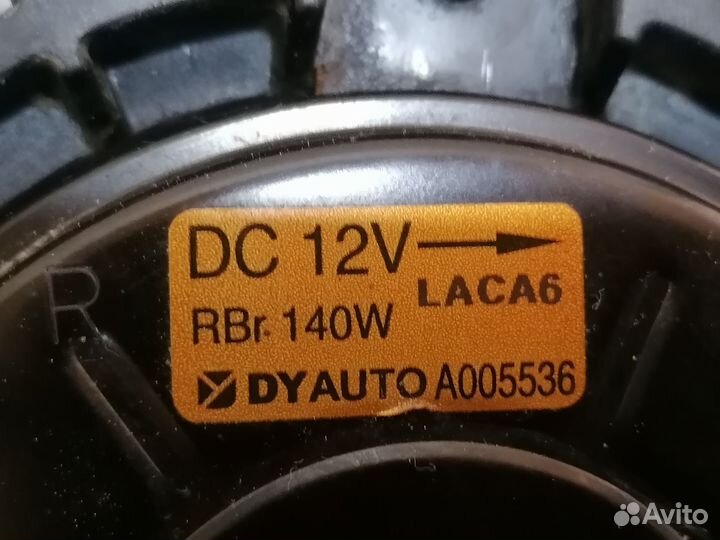 DC 12V
LACA6
RBr. 140W
DYAUTO A005536
R
Avito